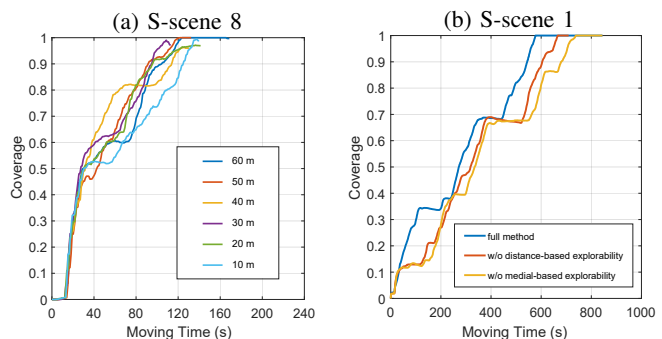 (a) S-scene 8
Coverage
1
0.9
0.8
0.7
0.6
0.5
0.4
0.3
0.2
0.1
0
0 40 80 120 160 200 240
Moving Time (s)
60 m
50 m
40 m
30 m
20 m
10 m
(b) S-scene 1
Coverage
1
0.9
0.8
0.7
0.6
0.5
0.4
0.3
0.2
0.1
0
0 200 400 600 800 1000
Moving Time (s)
full method
w/o distance-based explorability
w/o medial-based explorability